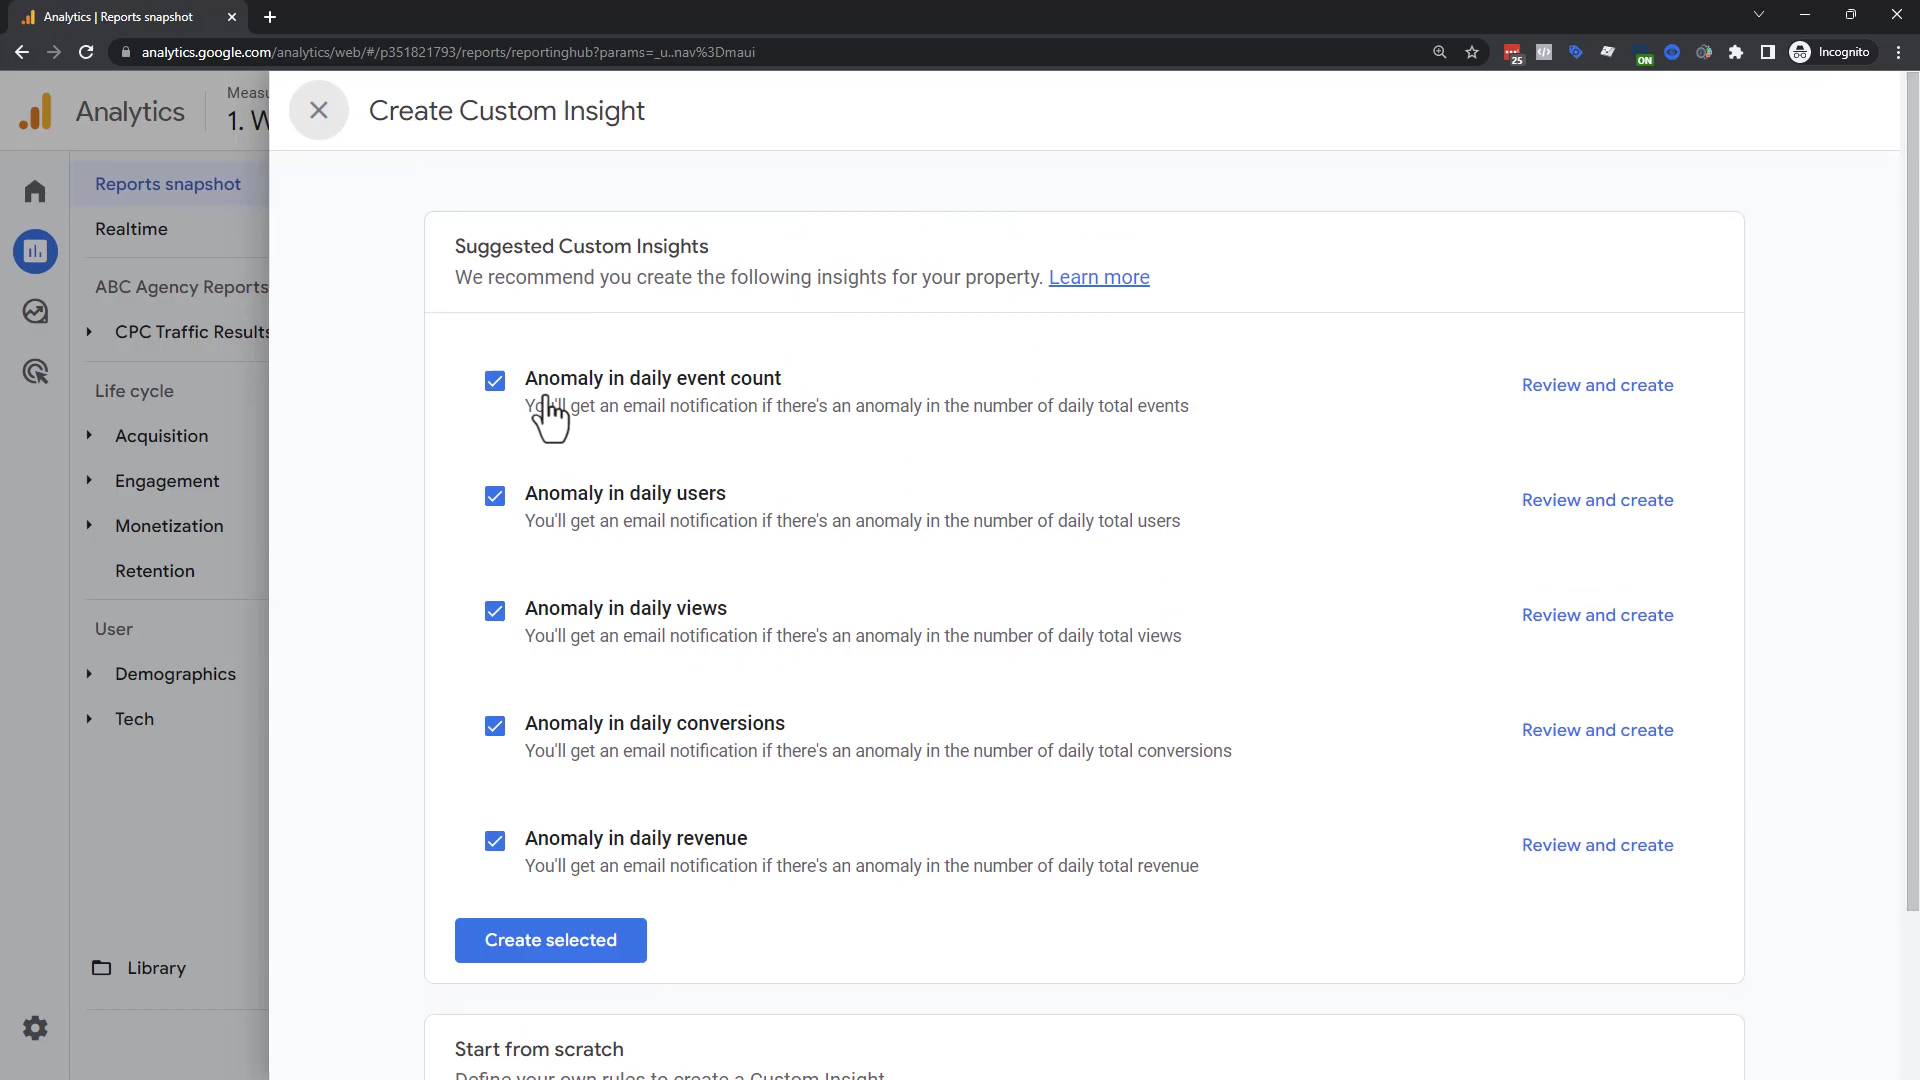 Analytics | Reports snapshot
analytics.google.com/analytics/web/#/p351821793/reports/reportinghub?params=_u..nav%3Dmaui
25
ON
Incognito
Analytics
1. W
Create Custom Insight
Reports snapshot
Realtime
ABC Agency Reports
CPC Traffic Results
Life cycle
Acquisition
Engagement
Monetization
Retention
User
Demographics
Tech
Library
Suggested Custom Insights
We recommend you create the following insights for your property. Learn more
Anomaly in daily event count
You'll get an email notification if there's an anomaly in the number of daily total events
Review and create
Anomaly in daily users
You'll get an email notification if there's an anomaly in the number of daily total users
Review and create
Anomaly in daily views
You'll get an email notification if there's an anomaly in the number of daily total views
Review and create
Anomaly in daily conversions
You'll get an email notification if there's an anomaly in the number of daily total conversions
Review and create
Anomaly in daily revenue
You'll get an email notification if there's an anomaly in the number of daily total revenue
Review and create
Create selected
Start from scratch
Define your own rules to create a Custom Insight